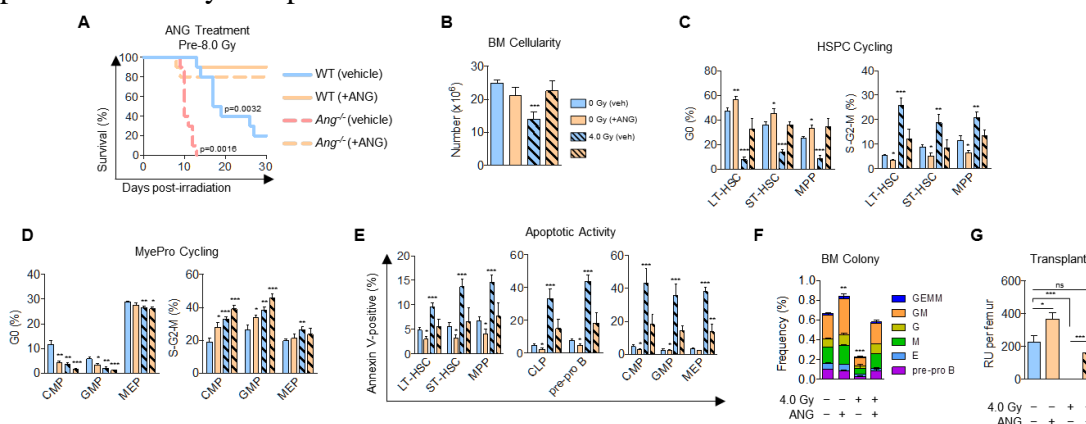 A
ANG Treatment
Pre-8.0 Gy
Survival (%)
100
80
60
40
20
0
p=0.0032
p=0.0016
0 10 20 30
Days post-irradiation
WT (vehicle)
WT (+ANG)
Ang-/- (vehicle)
Ang-/- (+ANG)
B
BM Cellularity
Number (x10⁶)
40
30
20
10
0
***
0 Gy (veh)
0 Gy (+ANG)
4.0 Gy (veh)
C
HSPC Cycling
G0 (%)
80
60
40
20
0
** **** * **** * ****
LT-HSC ST-HSC MPP
S-G2-M (%)
40
30
20
10
0
* *** * ** * **
LT-HSC ST-HSC MPP
D
MyePro Cycling
G0 (%)
40
30
20
10
0
** ** *** * ** *** ** *
CMP GMP MEP
S-G2-M (%)
60
40
20
0
* *** *** * ** *** **
CMP GMP MEP
E
Apoptotic Activity
Annexin V-positive (%)
20
15
10
5
0
* *** * *** * ***
LT-HSC ST-HSC MPP
60
40
20
0
* *** * ***
CLP pre-pro B
60
40
20
0
* *** * *** *** **
CMP GMP MEP
F
BM Colony
Frequency (%)
1.0
0.8
0.6
0.4
0.2
0.0
**
***
GEMM
GM
G
M
E
pre-pro B
4.0 Gy − − + +
ANG − + − +
G
Transplant
RU per femur
600
400
200
0
ns
***
*
***
4.0 Gy − − +
ANG − + −